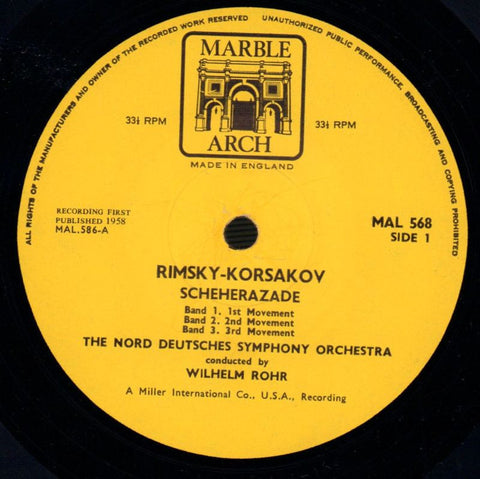 ALL RIGHTS OF THE MANUFACTURERS AND OWNER OF THE RECORDED WORK RESERVED
UNAUTHORIZED PUBLIC PERFORMANCE, BROADCASTING AND COPYING PROHIBITED
MARBLE
ARCH
33⅓ RPM
33⅓ RPM
MADE IN ENGLAND
RECORDING FIRST
PUBLISHED 1958
MAL.586-A
MAL 568
SIDE 1
RIMSKY-KORSAKOV
SCHEHERAZADE
Band 1. 1st Movement
Band 2. 2nd Movement
Band 3. 3rd Movement
THE NORD DEUTSCHES SYMPHONY ORCHESTRA
conducted by
WILHELM ROHR
A Miller International Co., U.S.A., Recording